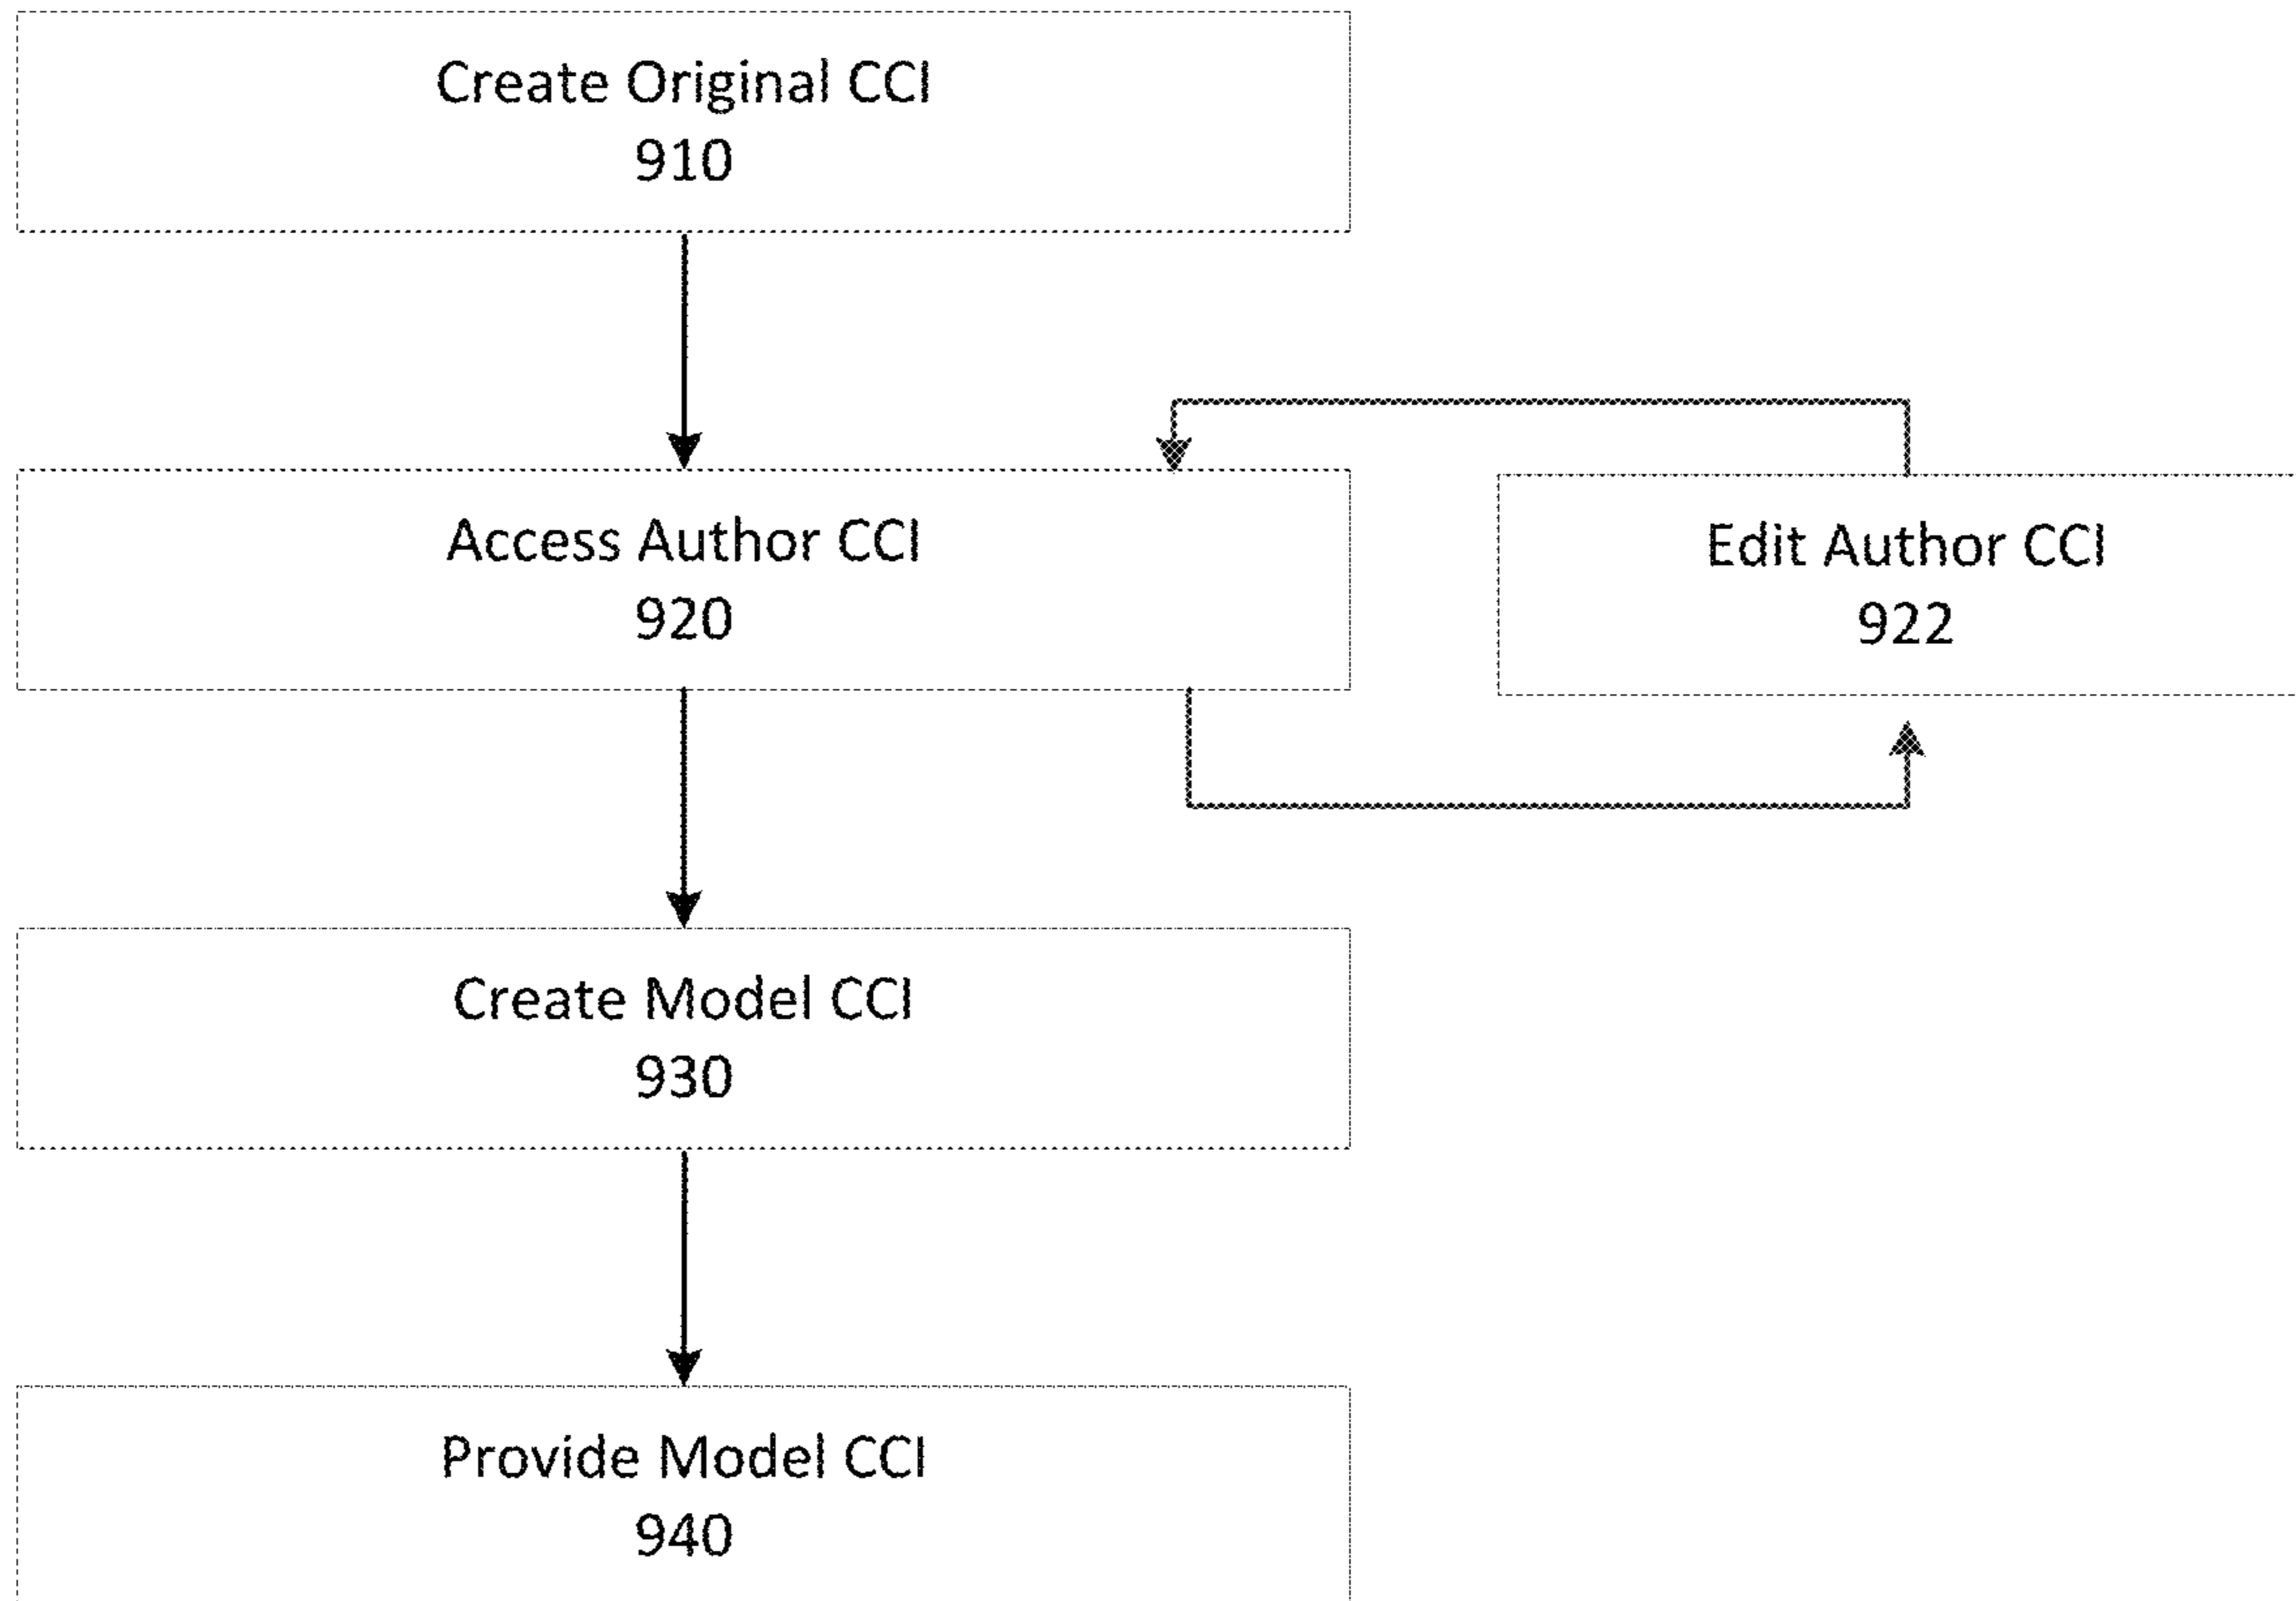 Create Original CCI
910
Access Author CCI
920
Edit Author CCI
922
Create Model CCI
930
Provide Model CCI
940